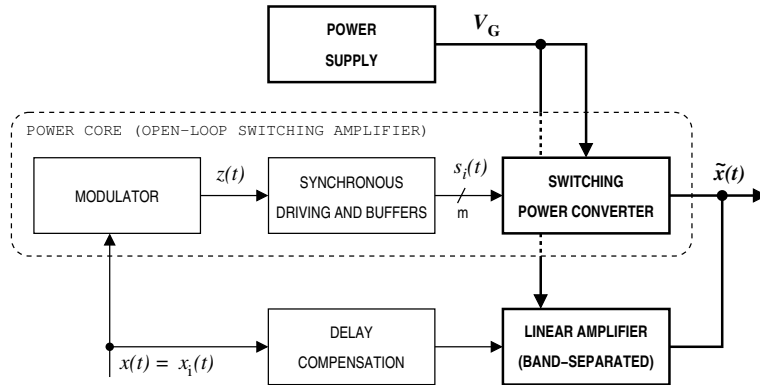 POWER
SUPPLY
V_G
POWER CORE (OPEN-LOOP SWITCHING AMPLIFIER)
MODULATOR
z(t)
SYNCHRONOUS
DRIVING AND BUFFERS
s_i(t)
m
SWITCHING
POWER CONVERTER
x̃(t)
x(t) = x_i(t)
DELAY
COMPENSATION
LINEAR AMPLIFIER
(BAND−SEPARATED)